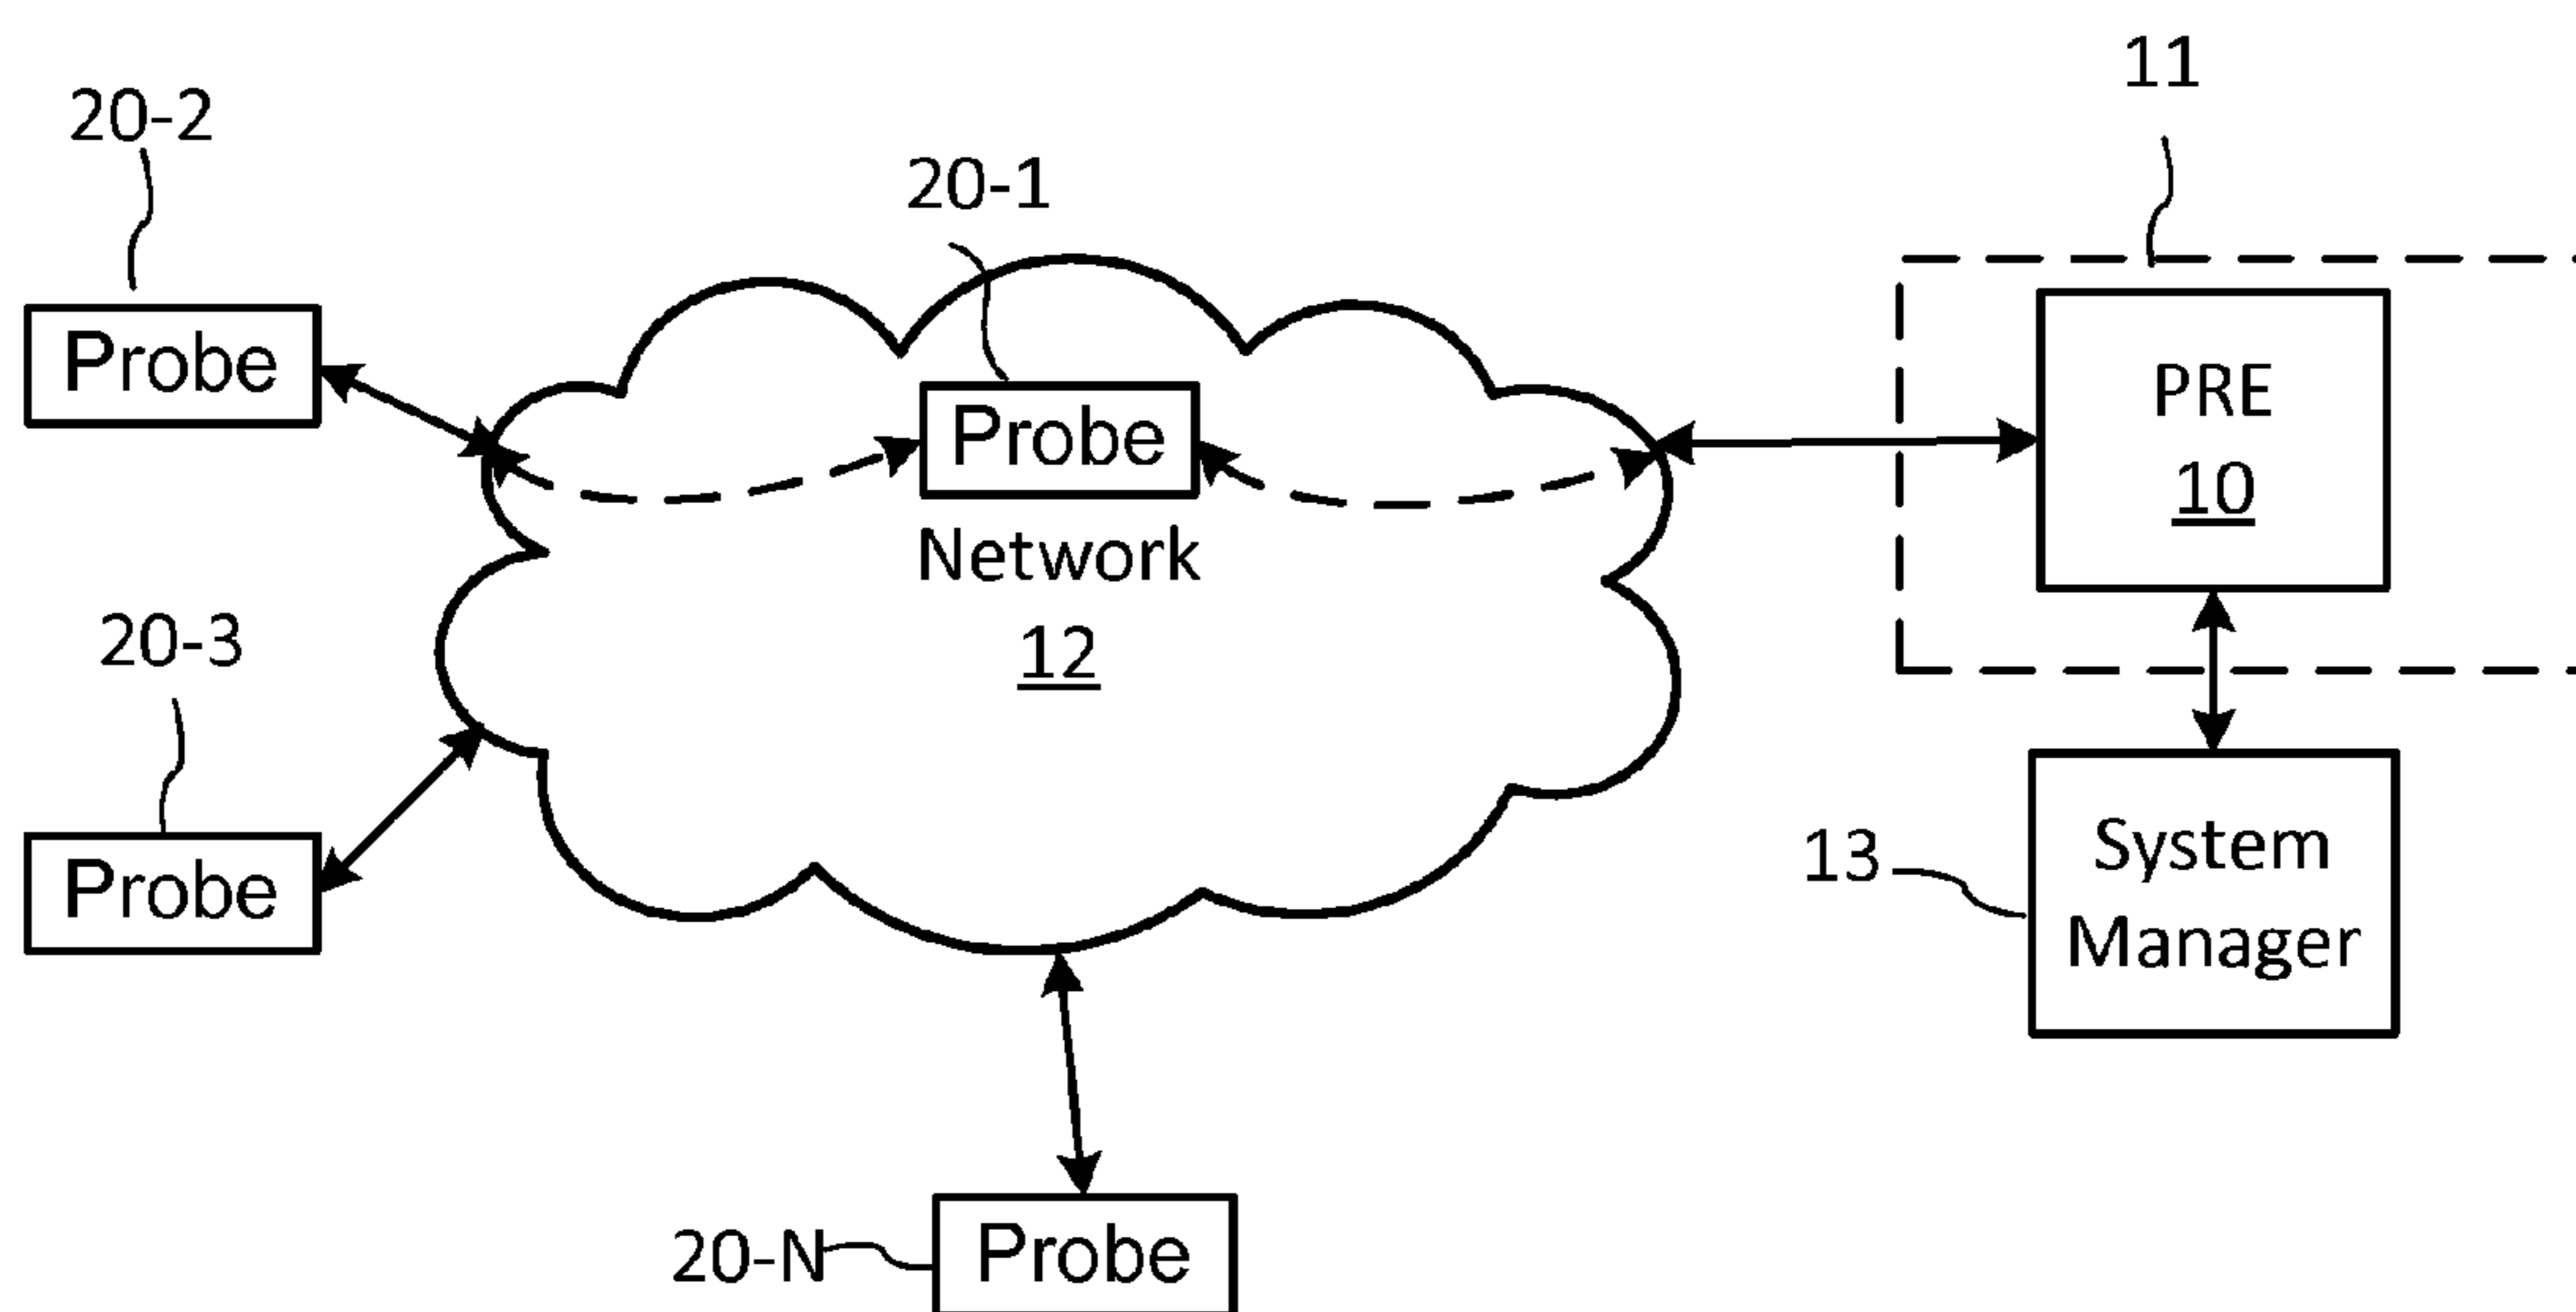 11
20-2
20-1
Probe
Probe
PRE
10
Network
12
20-3
Probe
System
Manager
13
20-N
Probe